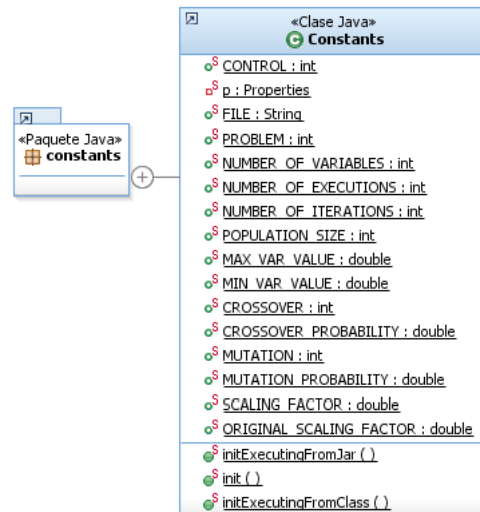 «Clase Java»
Constants
CONTROL : int
p : Properties
FILE : String
PROBLEM : int
NUMBER_OF_VARIABLES : int
NUMBER_OF_EXECUTIONS : int
NUMBER_OF_ITERATIONS : int
POPULATION_SIZE : int
MAX_VAR_VALUE : double
MIN_VAR_VALUE : double
CROSSOVER : int
CROSSOVER_PROBABILITY : double
MUTATION : int
MUTATION_PROBABILITY : double
SCALING_FACTOR : double
ORIGINAL_SCALING_FACTOR : double
initExecutingFromJar ( )
init ( )
initExecutingFromClass ( )
«Paquete Java»
constants